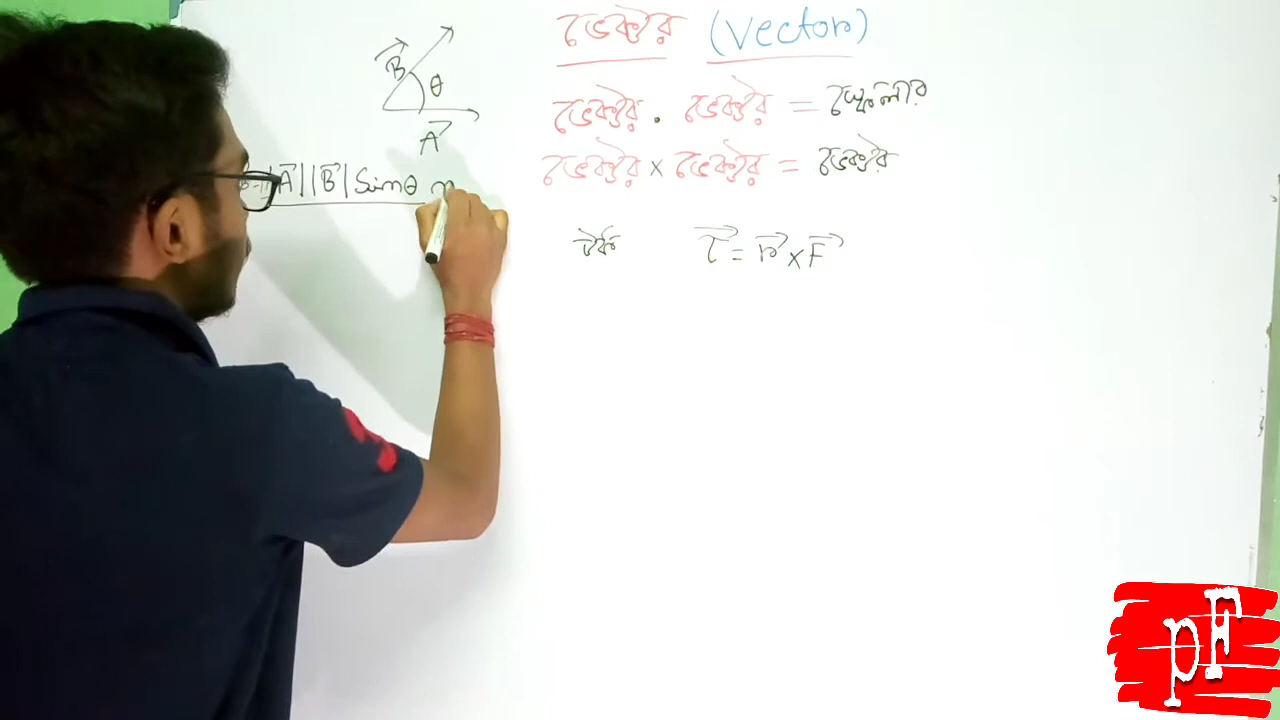 ভেক্টর (Vector)
B⃗ θ
A⃗
ভেক্টর . ভেক্টর = স্কেলার
|A⃗||B⃗| Sinθ n
ভেক্টর × ভেক্টর = ভেক্টর
টর্ক τ⃗ = r⃗ × F⃗
PF